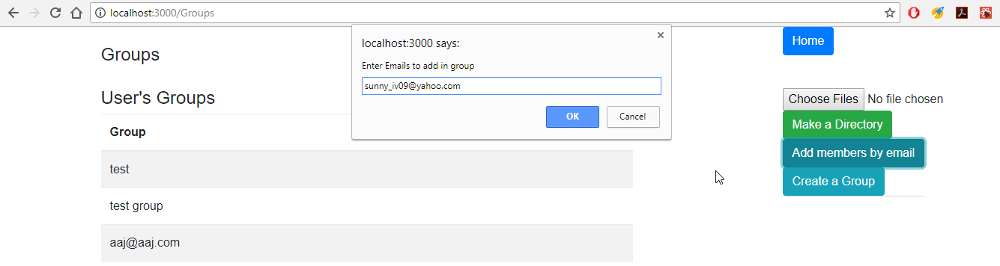 localhost:3000/Groups
localhost:3000 says:
Enter Emails to add in group
sunny_iv09@yahoo.com
OK Cancel
Groups
User's Groups
Group
test
test group
aaj@aaj.com
Home
Choose Files No file chosen
Make a Directory
Add members by email
Create a Group